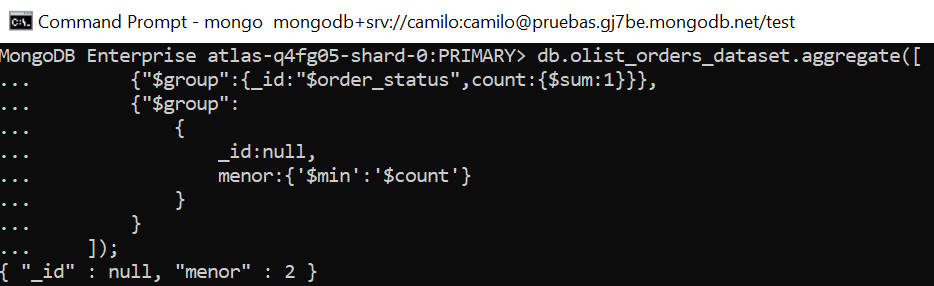 Command Prompt - mongo mongodb+srv://camilo:camilo@pruebas.gj7be.mongodb.net/test
MongoDB Enterprise atlas-q4fg05-shard-0:PRIMARY> db.olist_orders_dataset.aggregate([
...     {"$group":{_id:"$order_status",count:{$sum:1}}},
...     {"$group":
...         {
...             _id:null,
...             menor:{'$min':'$count'}
...         }
...     }
... ]);
{ "_id" : null, "menor" : 2 }